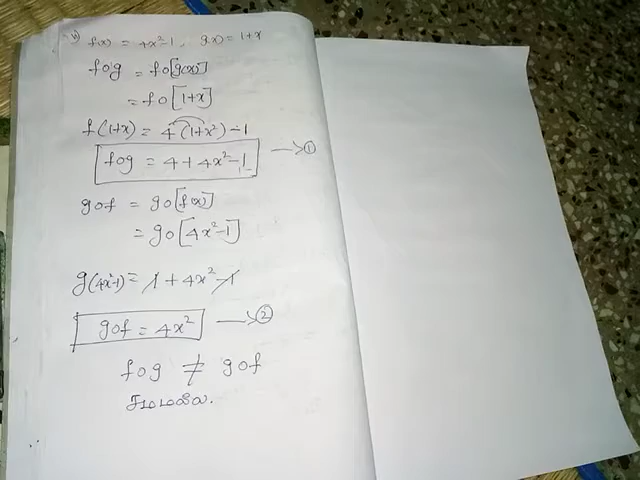 v) f(x) = 4x²-1, g(x) = 1+x
fog = fo[g(x)]
= fo[1+x]
f(1+x) = 4(1+x²)-1
fog = 4+4x²-1 → ①
gof = go[f(x)]
= go[4x²-1]
g(4x²-1) = 1 + 4x² - 1
gof = 4x² → ②
fog ≠ gof
சமமல்ல.